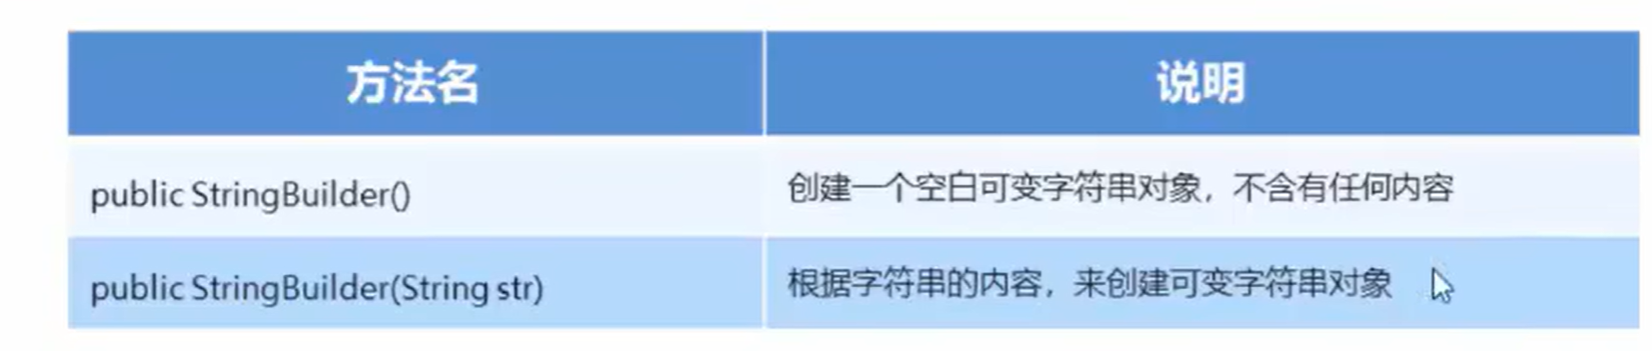 方法名 说明
public StringBuilder() 创建一个空白可变字符串对象，不含有任何内容
public StringBuilder(String str) 根据字符串的内容，来创建可变字符串对象